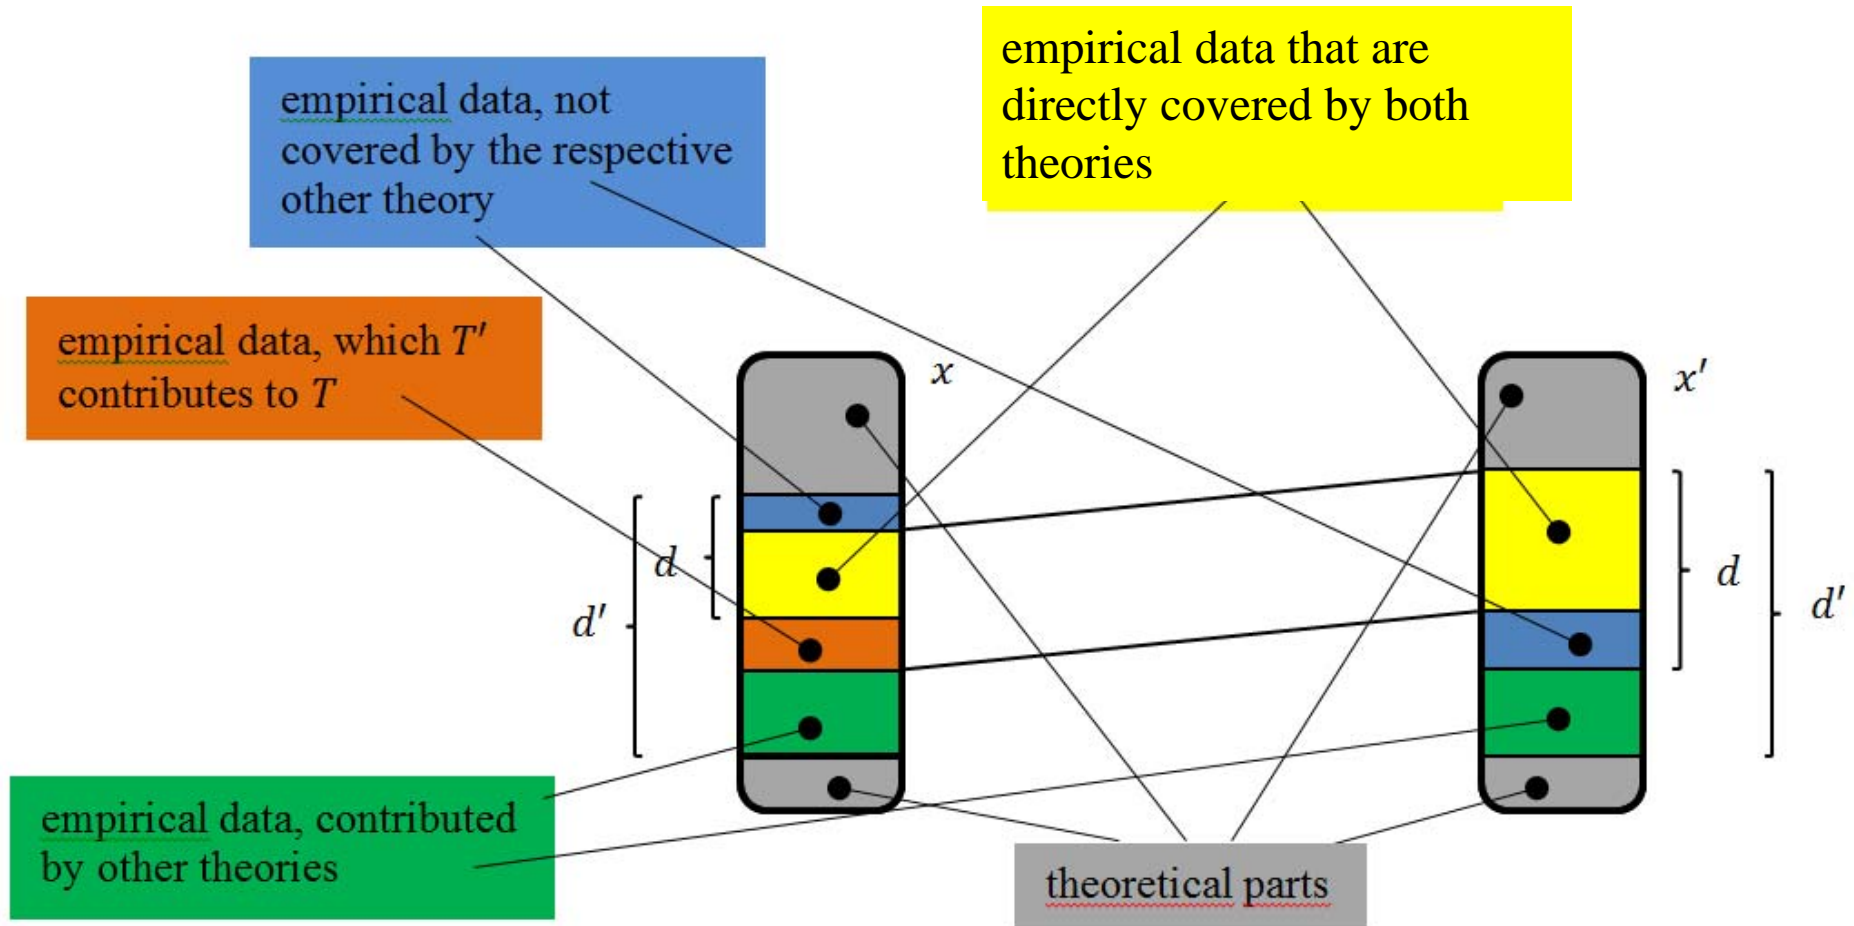 empirical data, not
covered by the respective
other theory
empirical data that are
directly covered by both
theories
empirical data, which T′
contributes to T
x
x′
d
d′
d
d′
empirical data, contributed
by other theories
theoretical parts